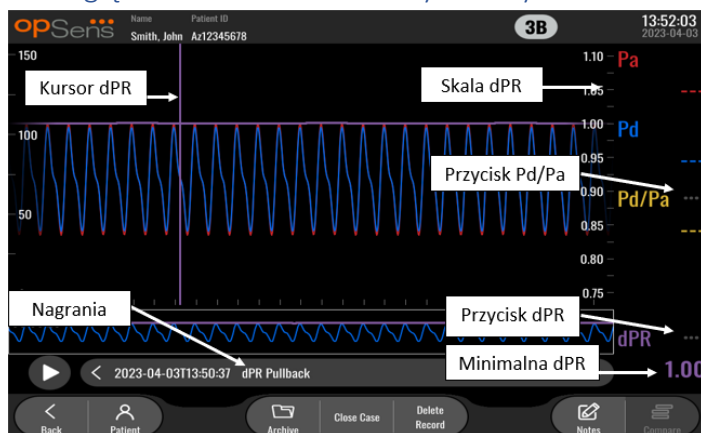 opSens
Name
Smith, John
Patient ID
Az12345678
3B
13:52:03
2023-04-03
150
100
50
Kursor dPR
Skala dPR
1.10
1.05
1.00
0.95
0.90
0.85
0.80
0.75
Pa
---
Pd
---
Przycisk Pd/Pa
Pd/Pa
---
---
Nagrania
Przycisk dPR
dPR
---
Minimalna dPR
1.00
2023-04-03T13:50:37 dPR Pullback
Back
Patient
Archive
Close Case
Delete
Record
Notes
Compare